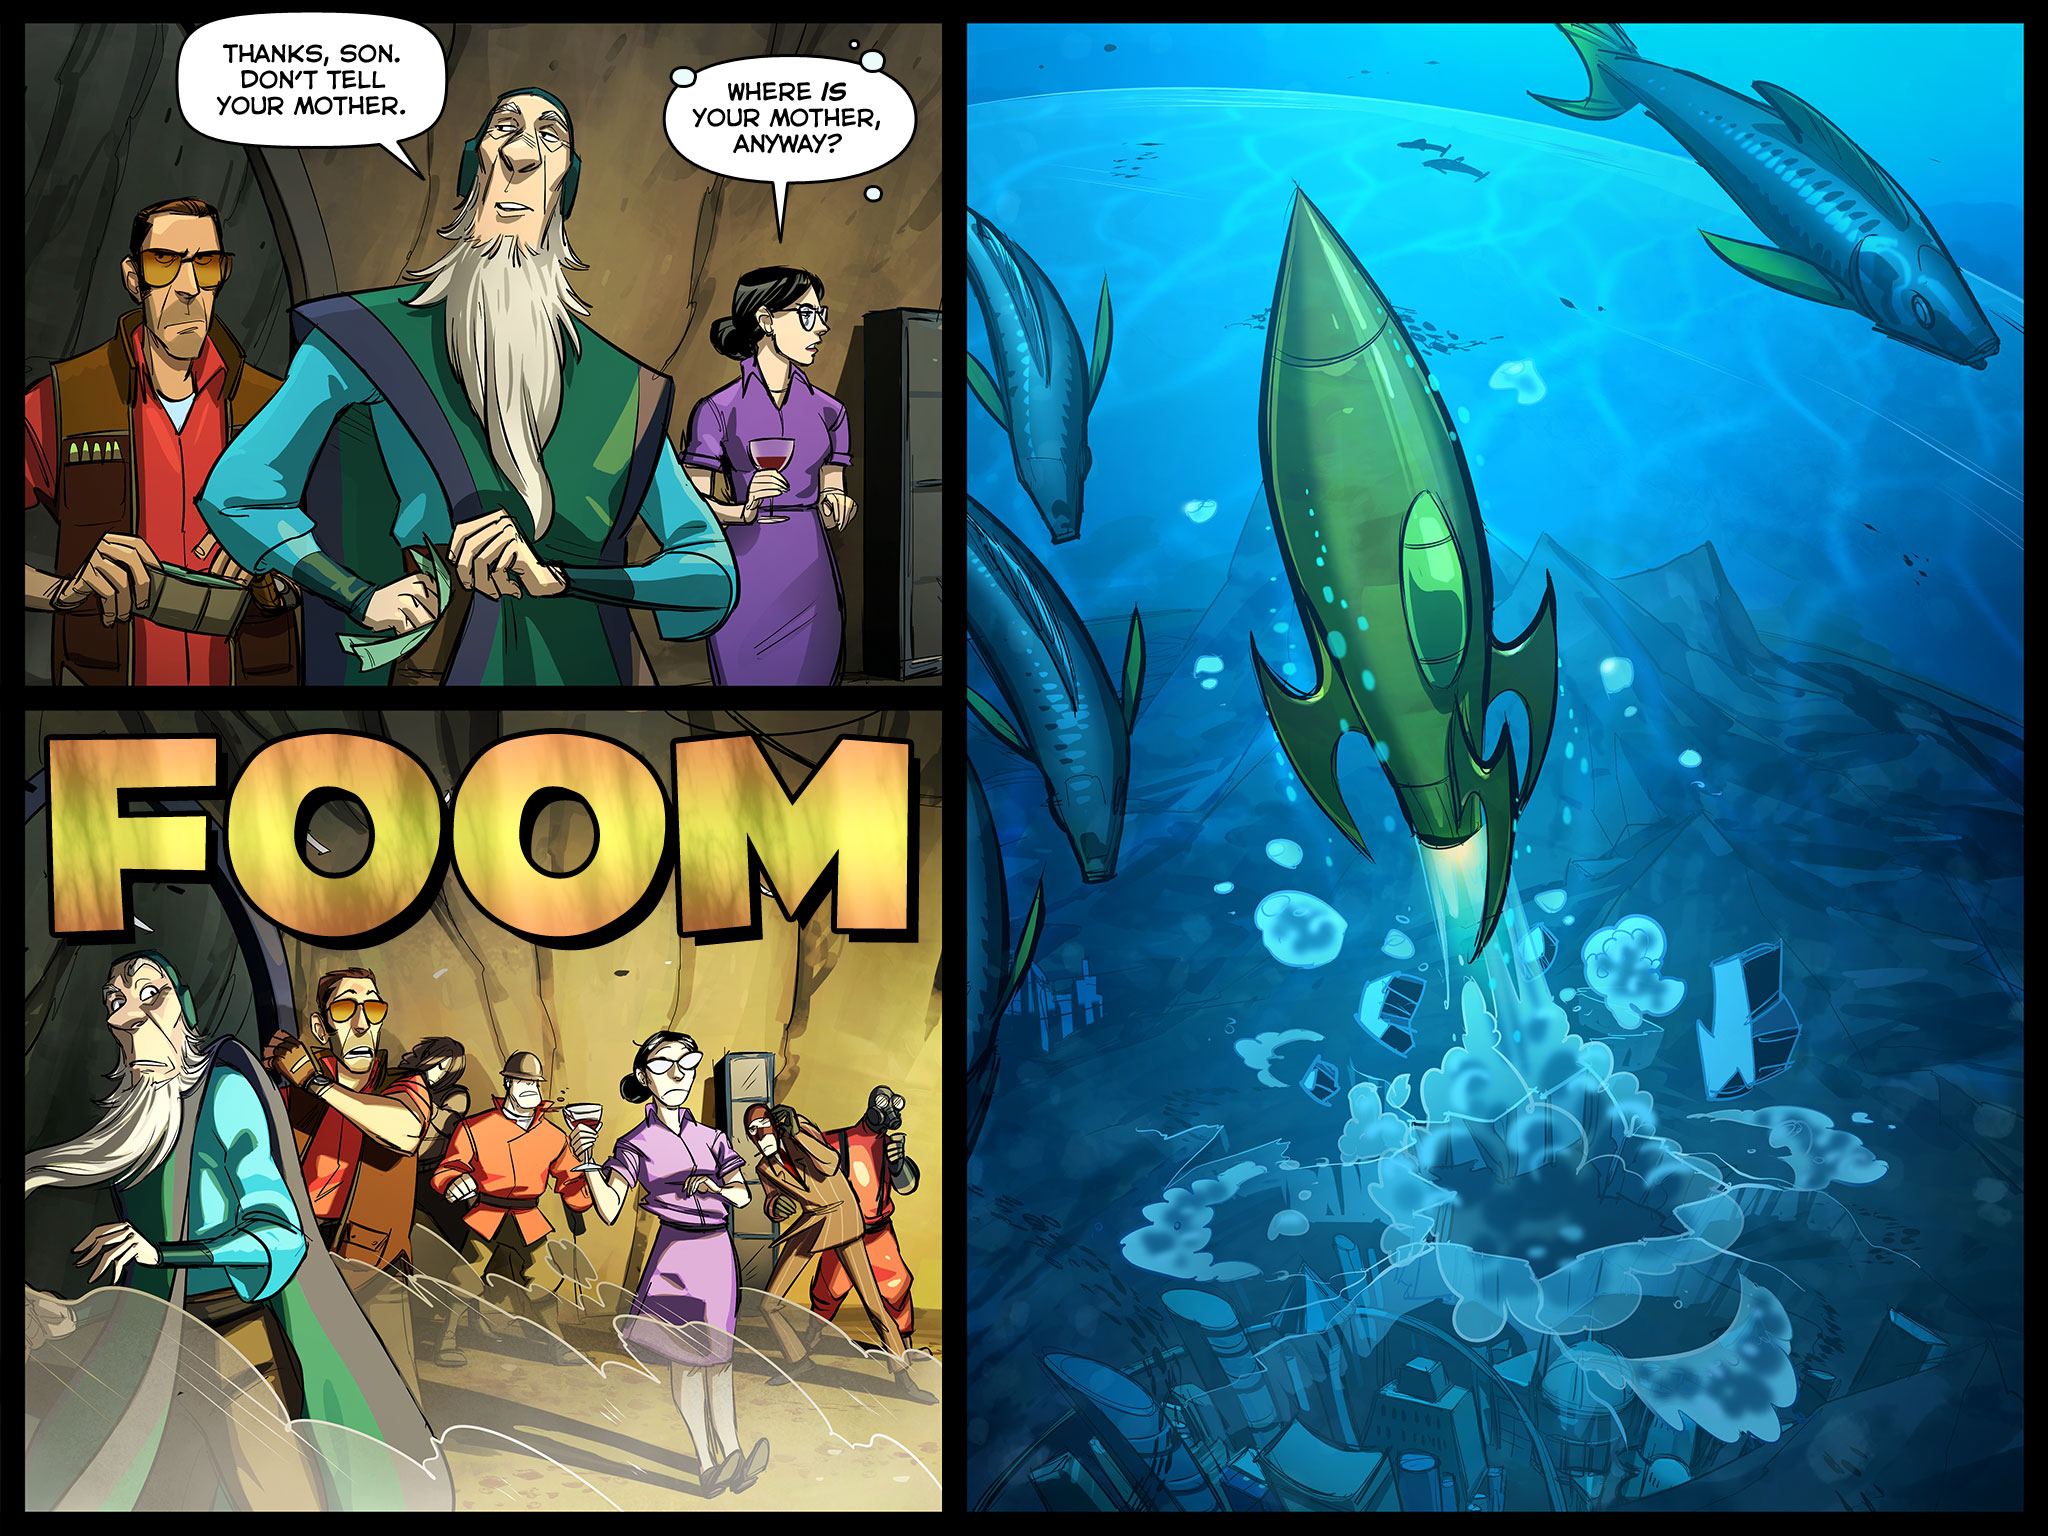 THANKS, SON.
DON'T TELL
YOUR MOTHER.
WHERE IS
YOUR MOTHER,
ANYWAY?
FOOM